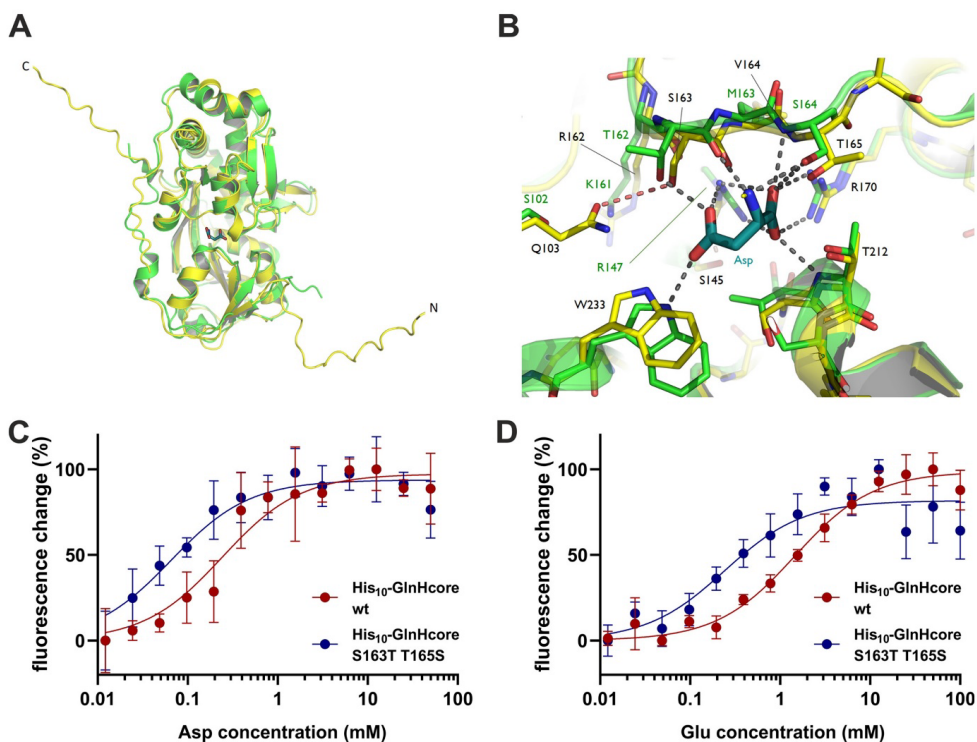 A
C
N
B
V164
S163
M163
S164
T162
R162
T165
K161
R170
S102
Q103
Asp
T212
R147
S145
W233
C
fluorescence change (%)
100
50
0
His₁₀-GlnHcore
wt
His₁₀-GlnHcore
S163T T165S
0.01 0.1 1 10 100
Asp concentration (mM)
D
fluorescence change (%)
100
50
0
His₁₀-GlnHcore
wt
His₁₀-GlnHcore
S163T T165S
0.01 0.1 1 10 100
Glu concentration (mM)